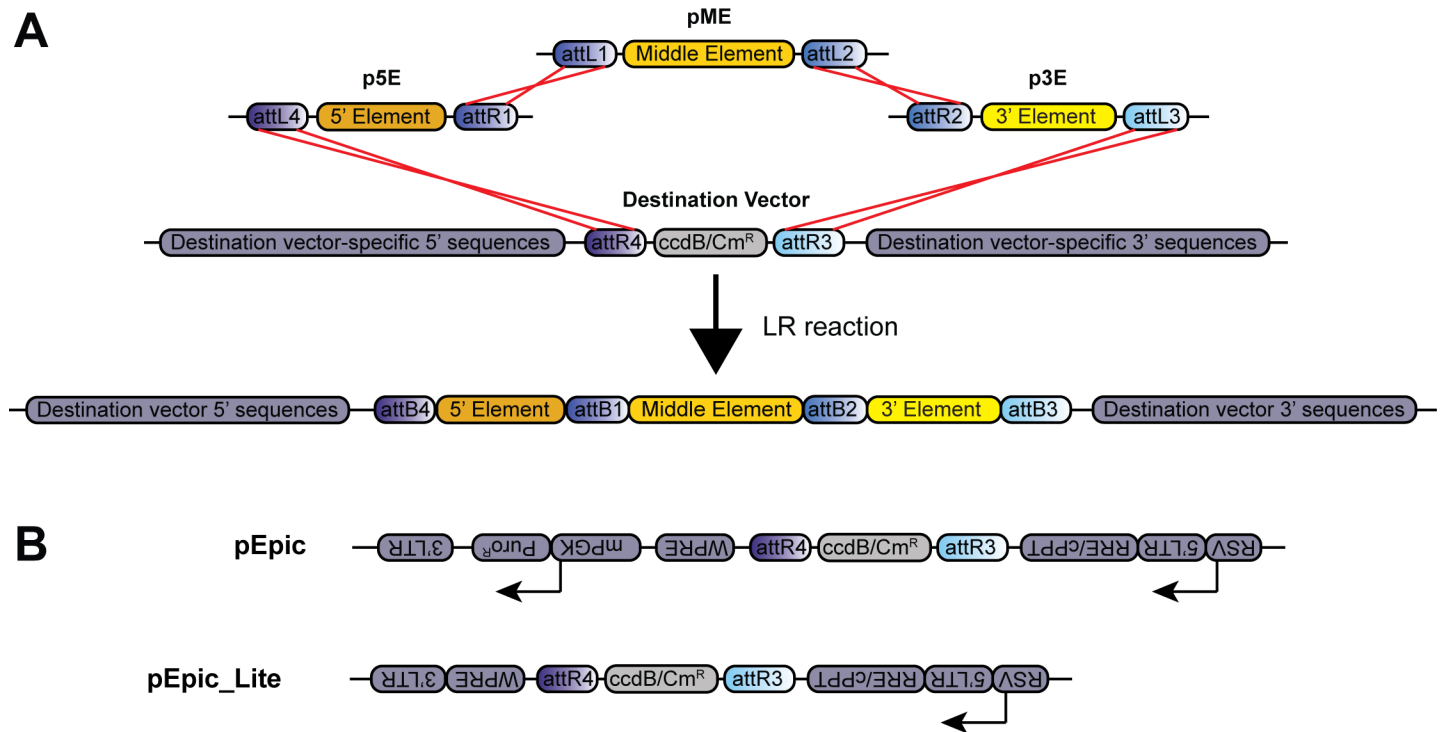 A
pME
attL1 Middle Element attL2
p5E
p3E
attL4 5’ Element attR1
attR2 3’ Element attL3
Destination Vector
Destination vector-specific 5’ sequences attR4 ccdB/Cmᴿ attR3 Destination vector-specific 3’ sequences
LR reaction
Destination vector 5’ sequences attB4 5’ Element attB1 Middle Element attB2 3’ Element attB3 Destination vector 3’ sequences
B
pEpic
3’LTR Puroᴿ mPGK WPRE attR4 ccdB/Cmᴿ attR3 RRE/cPPT 5’LTR RSV
pEpic_Lite
3’LTR WPRE attR4 ccdB/Cmᴿ attR3 RRE/cPPT 5’LTR RSV